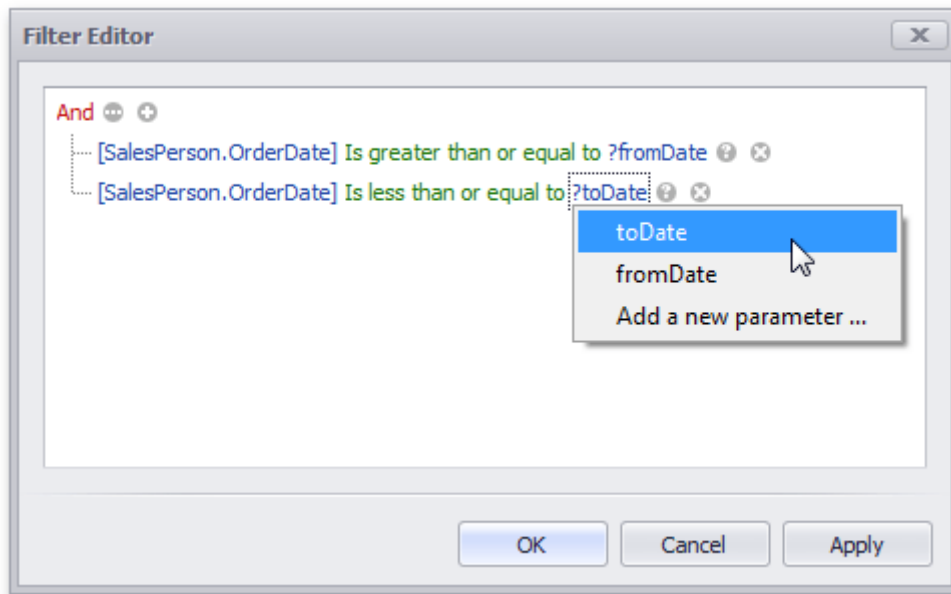 Filter Editor
And
[SalesPerson.OrderDate] Is greater than or equal to ?fromDate
[SalesPerson.OrderDate] Is less than or equal to ?toDate
toDate
fromDate
Add a new parameter ...
OK Cancel Apply